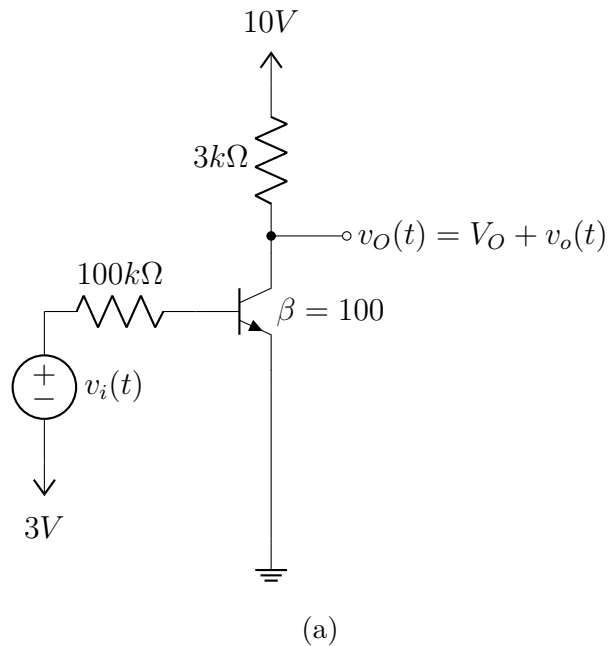 10V
3kΩ
v_O(t) = V_O + v_o(t)
100kΩ
β = 100
+
−
v_i(t)
3V
(a)